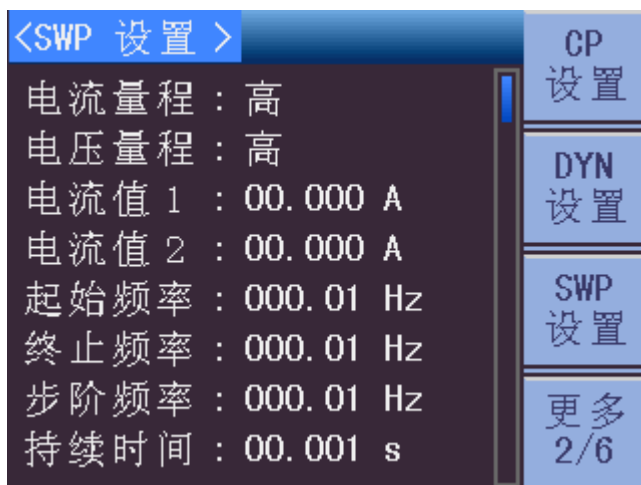 <SWP 设置 >
电流量程 : 高
电压量程 : 高
电流值 1 : 00.000 A
电流值 2 : 00.000 A
起始频率 : 000.01 Hz
终止频率 : 000.01 Hz
步阶频率 : 000.01 Hz
持续时间 : 00.001 s
CP
设置
DYN
设置
SWP
设置
更多
2/6